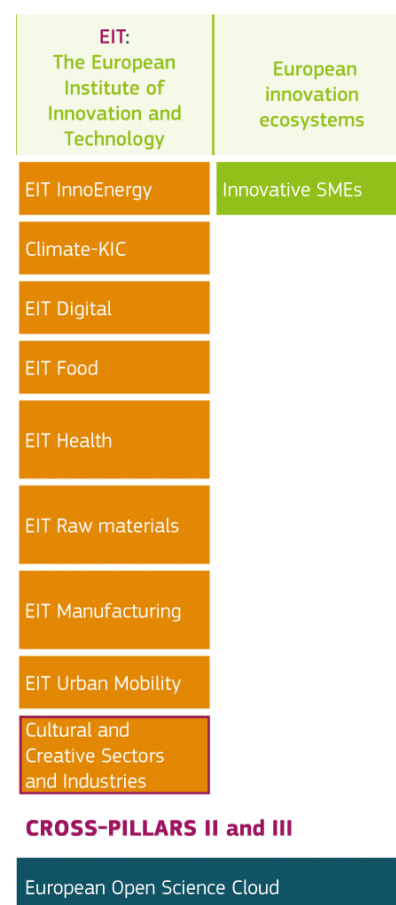 EIT:
The European
Institute of
Innovation and
Technology
European
innovation
ecosystems
EIT InnoEnergy
Innovative SMEs
Climate-KIC
EIT Digital
EIT Food
EIT Health
EIT Raw materials
EIT Manufacturing
EIT Urban Mobility
Cultural and
Creative Sectors
and Industries
CROSS-PILLARS II and III
European Open Science Cloud